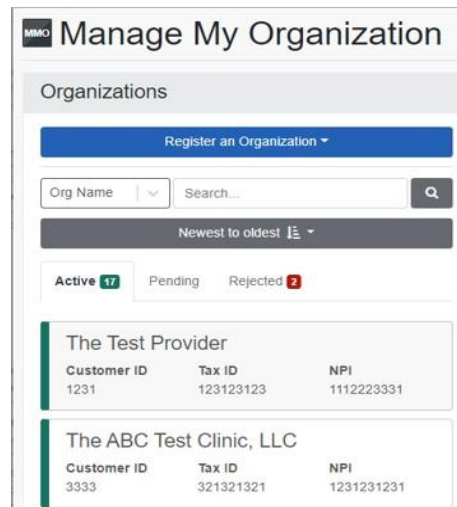 MMO Manage My Organization
Organizations
Register an Organization
Org Name Search...
Newest to oldest
Active 17 Pending Rejected 2
The Test Provider
Customer ID Tax ID NPI
1231 123123123 1112223331
The ABC Test Clinic, LLC
Customer ID Tax ID NPI
3333 321321321 1231231231